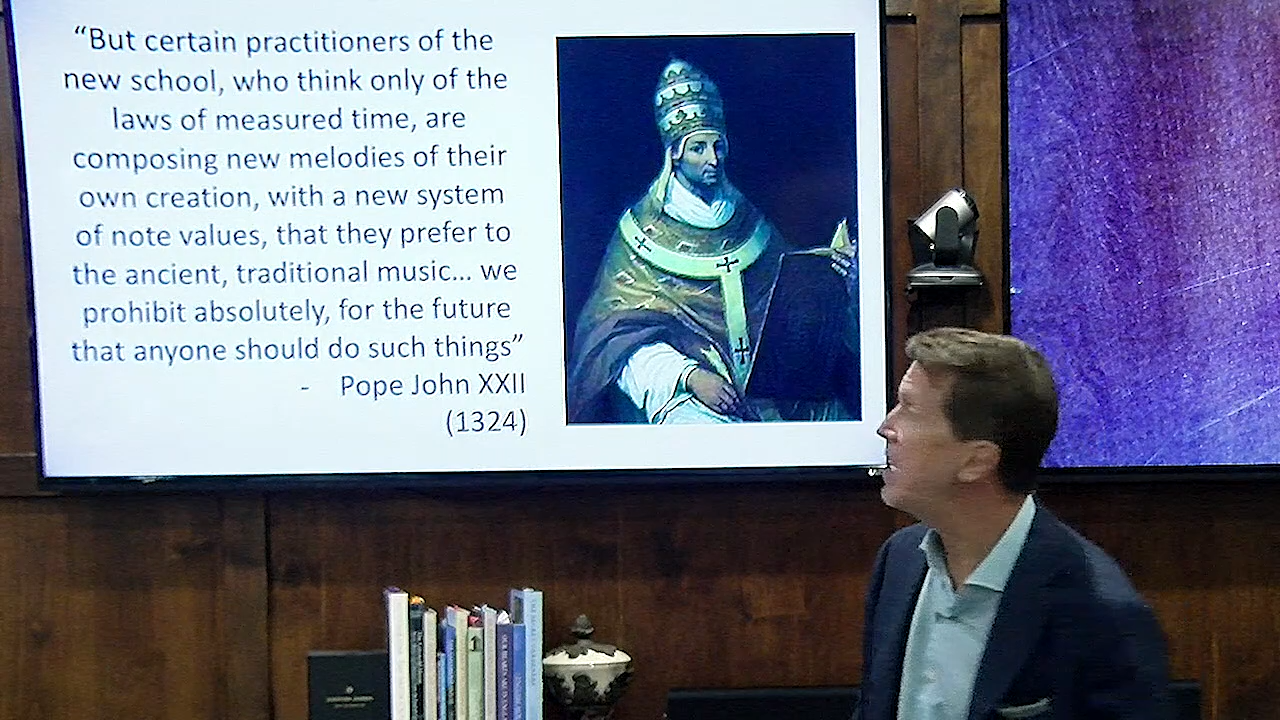 “But certain practitioners of the
new school, who think only of the
laws of measured time, are
composing new melodies of their
own creation, with a new system
of note values, that they prefer to
the ancient, traditional music... we
prohibit absolutely, for the future
that anyone should do such things”
- Pope John XXII
(1324)